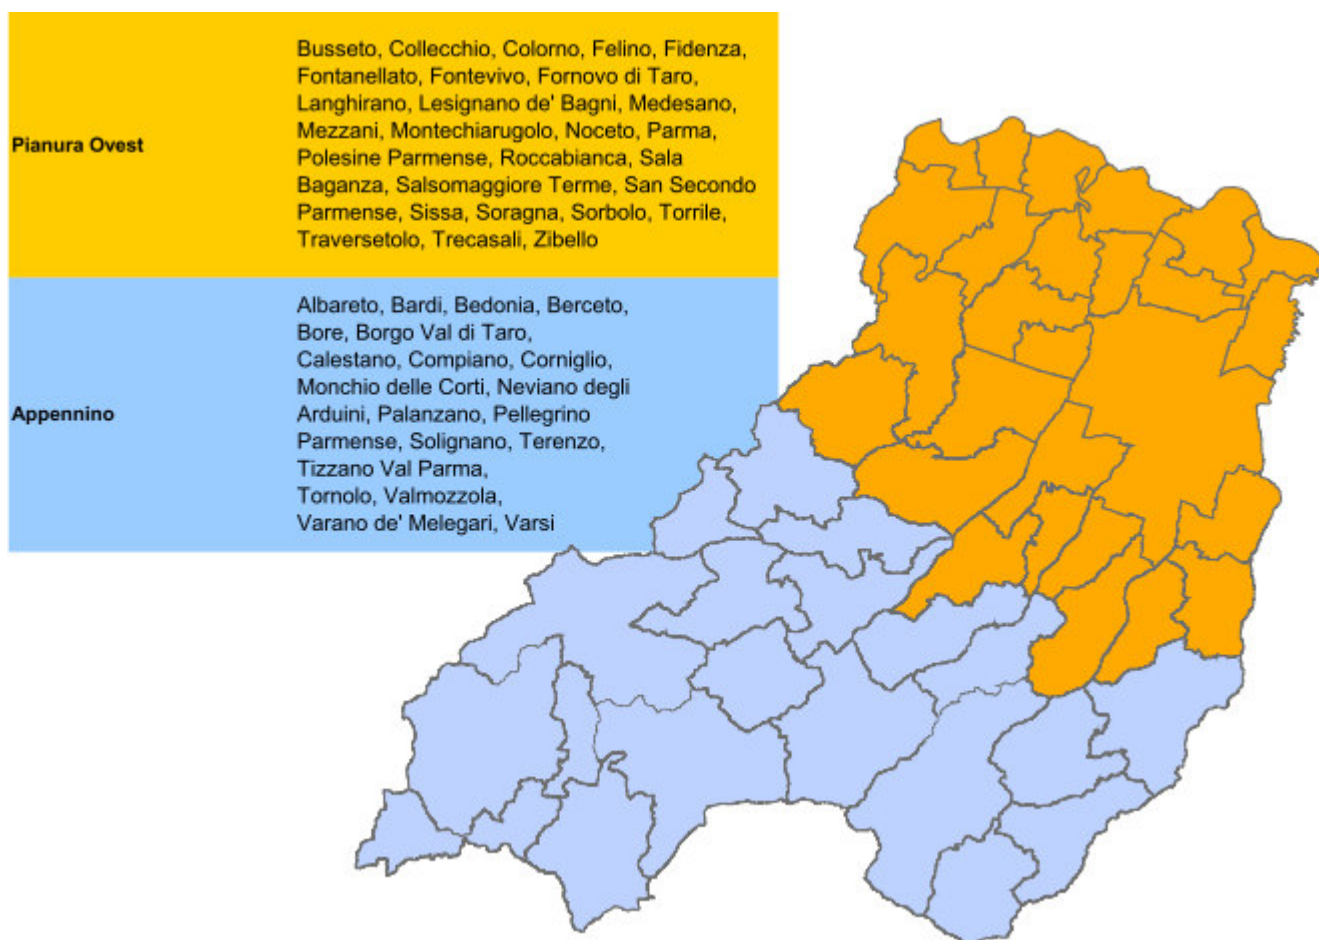 Pianura Ovest
Busseto, Collecchio, Colorno, Felino, Fidenza,
Fontanellato, Fontevivo, Fornovo di Taro,
Langhirano, Lesignano de' Bagni, Medesano,
Mezzani, Montechiarugolo, Noceto, Parma,
Polesine Parmense, Roccabianca, Sala
Baganza, Salsomaggiore Terme, San Secondo
Parmense, Sissa, Soragna, Sorbolo, Torrile,
Traversetolo, Trecasali, Zibello
Appennino
Albareto, Bardi, Bedonia, Berceto,
Bore, Borgo Val di Taro,
Calestano, Compiano, Corniglio,
Monchio delle Corti, Neviano degli
Arduini, Palanzano, Pellegrino
Parmense, Solignano, Terenzo,
Tizzano Val Parma,
Tornolo, Valmozzola,
Varano de' Melegari, Varsi